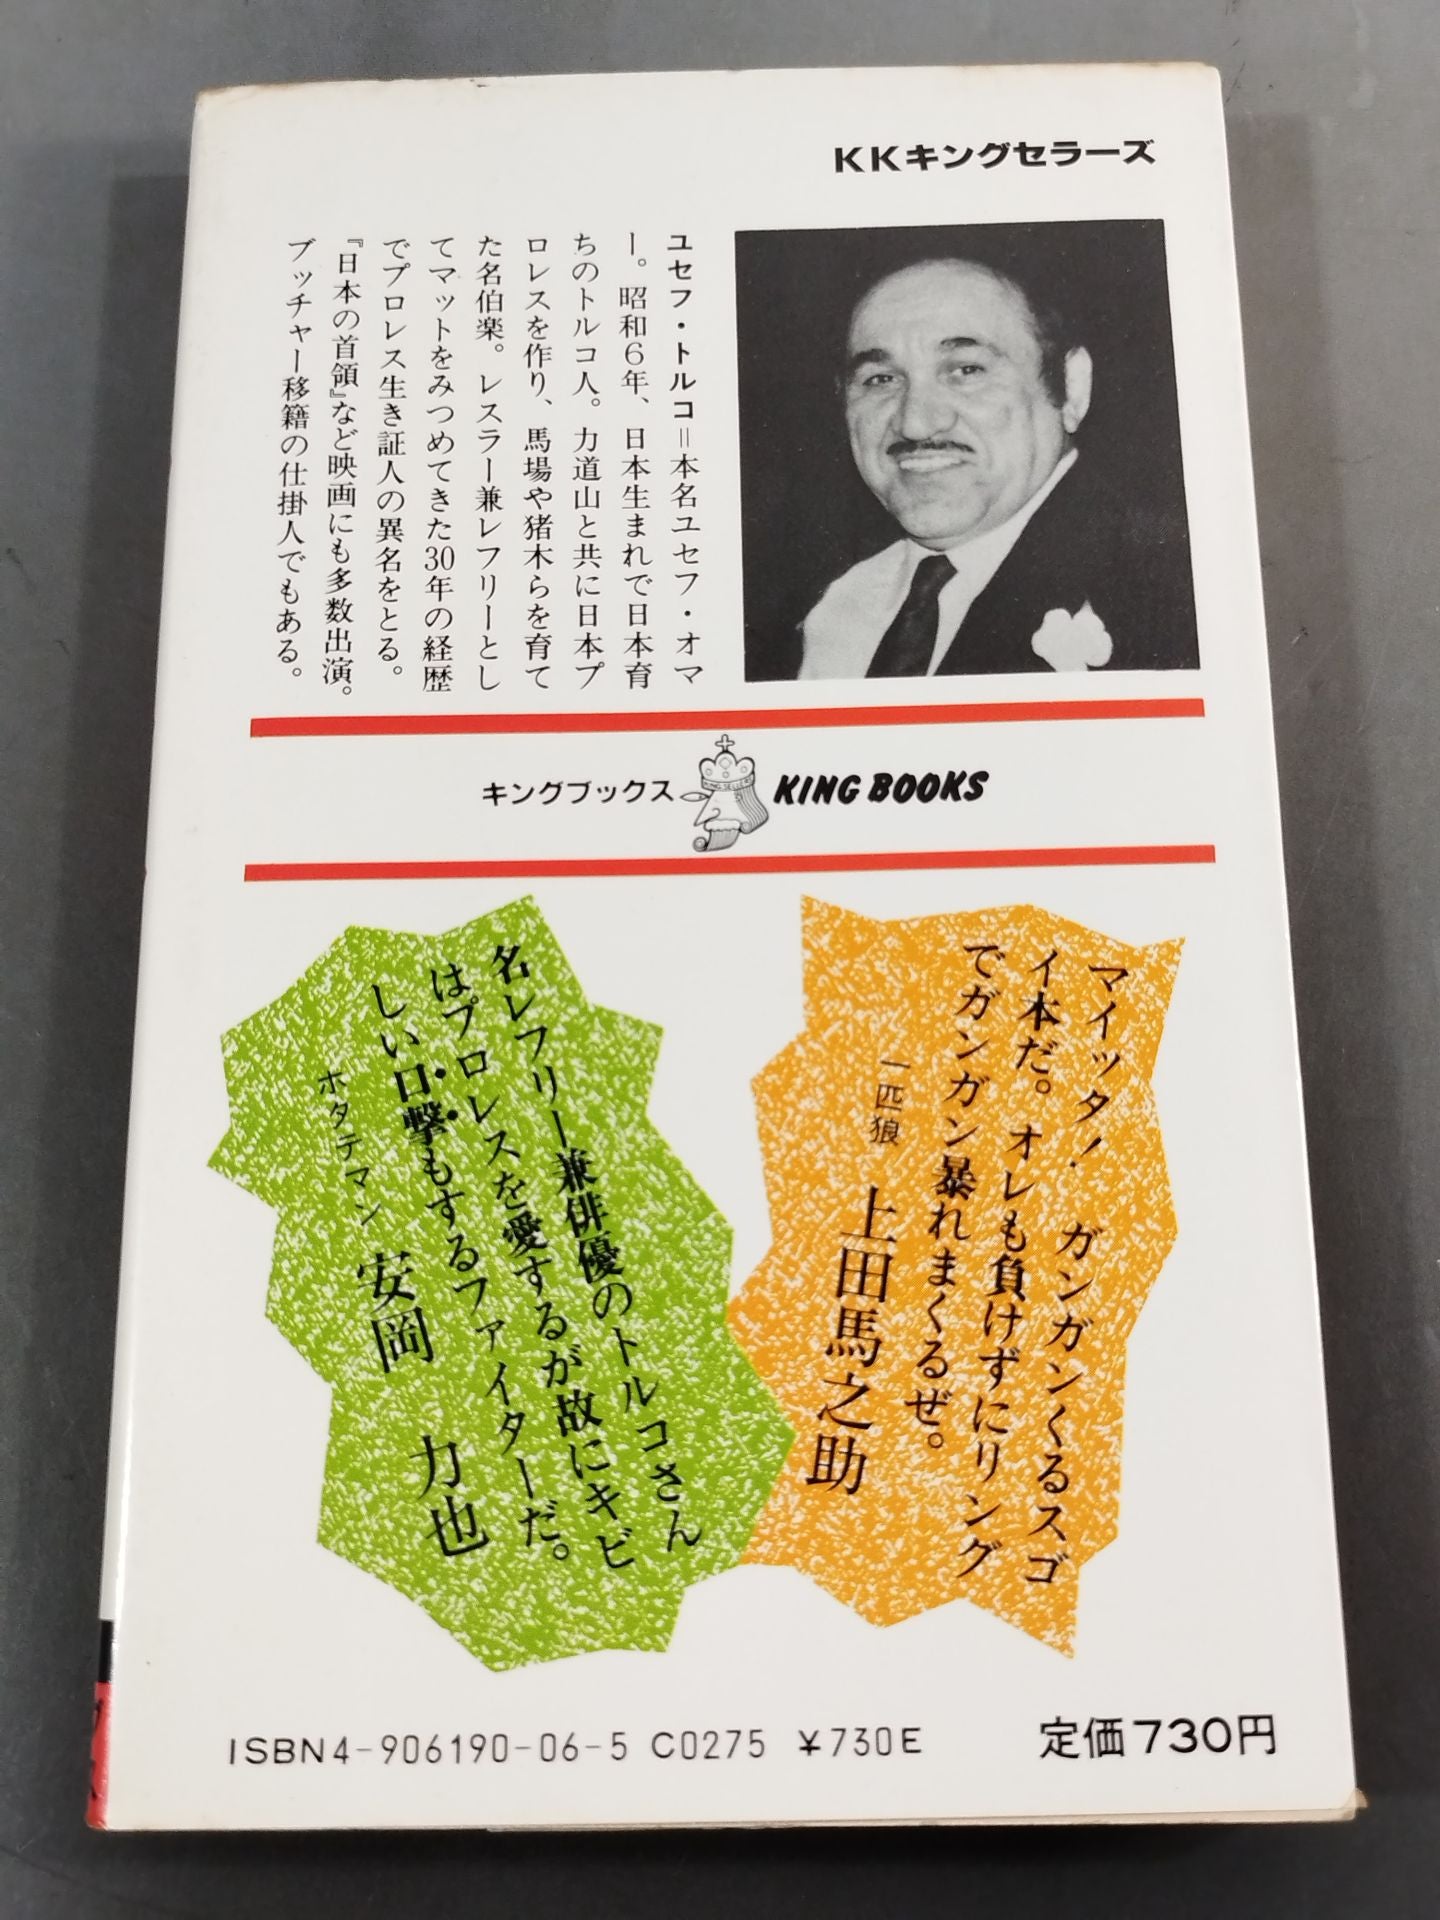 KKキングセラーズ
ユセフ・トルコ＝本名ユセフ・オマ
ー。昭和6年、日本生まれで日本育
ちのトルコ人。力道山と共に日本プ
ロレスを作り、馬場や猪木らを育て
た名伯楽。レスラー兼レフリーとし
てマットをみつめてきた30年の経歴
でプロレス生き証人の異名をとる。
『日本の首領』など映画にも多数出演。
ブッチャー移籍の仕掛人でもある。
キングブックス
KING SELLERS
KING BOOKS
マイッタ！ ガンガンくるスゴ
イ本だ。オレも負けずにリング
でガンガン暴れまくるぜ。
一匹狼 上田馬之助
名レフリー兼俳優のトルコさん
はプロレスを愛するが故にキビ
しい口撃もするファイターだ。
ホタテマン 安岡 力也
ISBN4-906190-06-5 C0275 ￥730E
定価730円